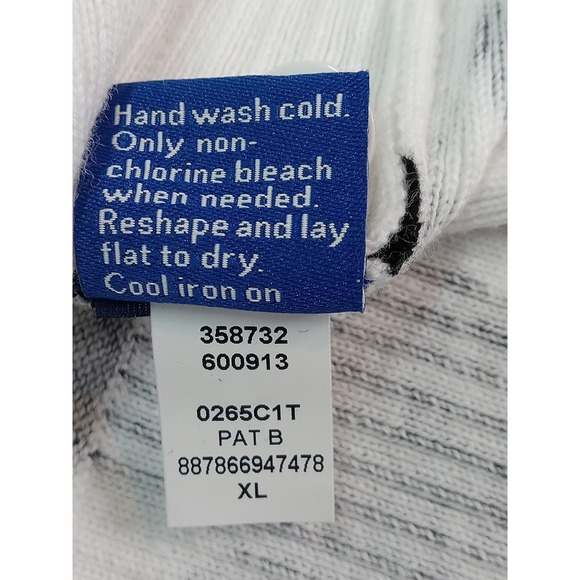 Hand wash cold.
Only non-
chlorine bleach
when needed.
Reshape and lay
flat to dry.
Cool iron on
358732
600913
0265C1T
PAT B
887866947478
XL